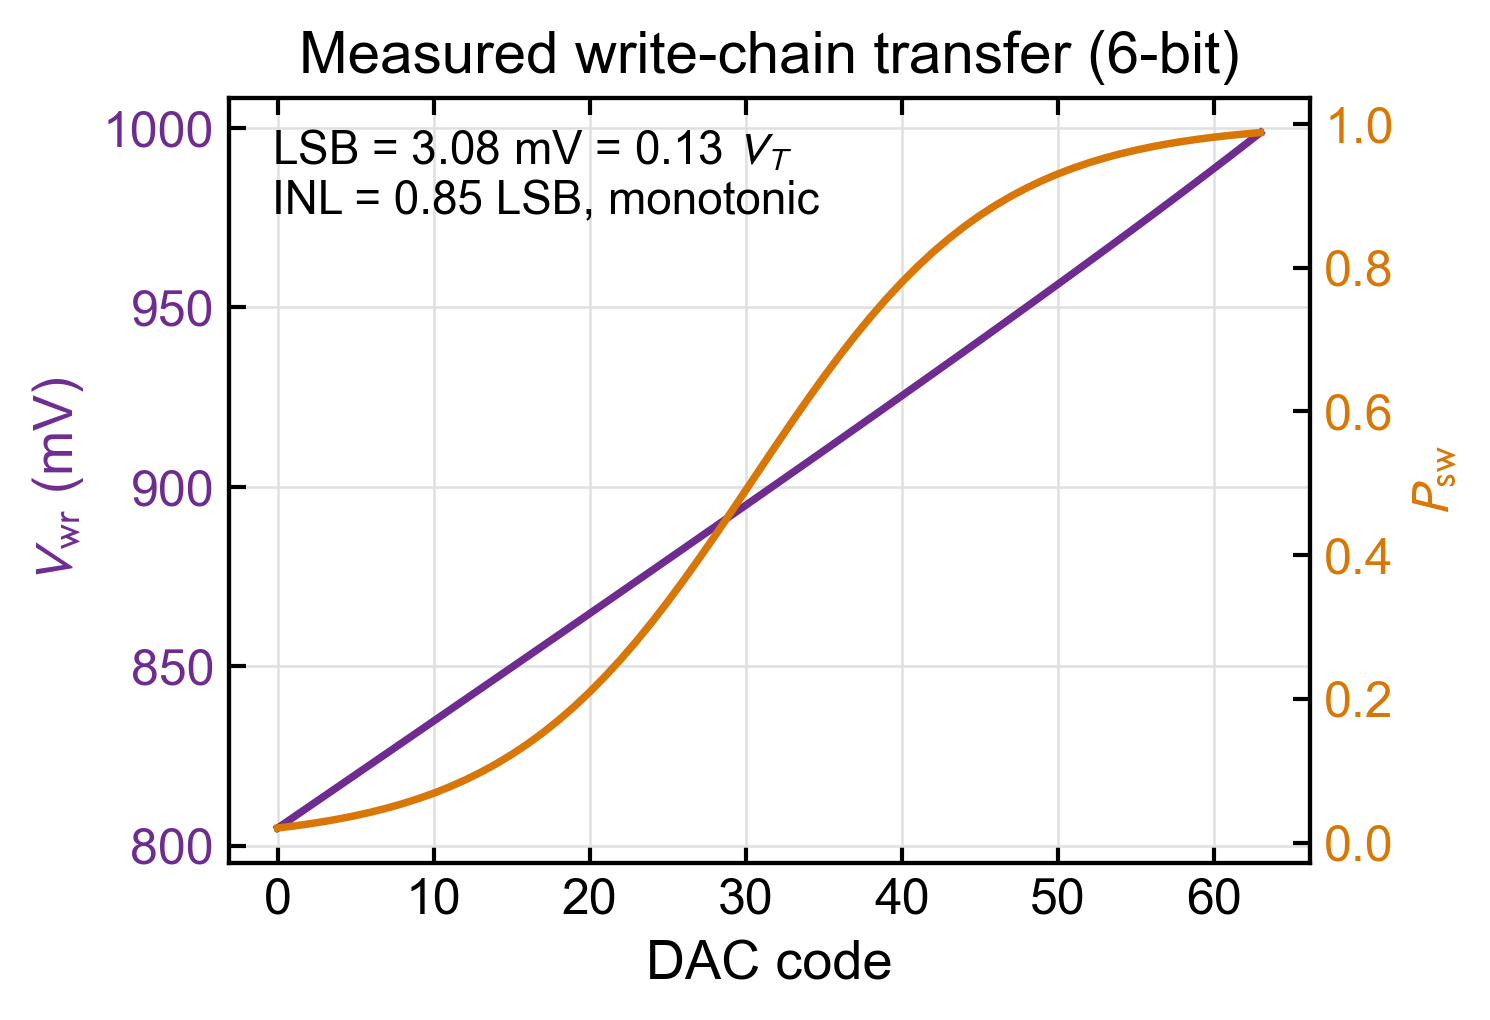 Measured write-chain transfer (6-bit)
LSB = 3.08 mV = 0.13 V_T
INL = 0.85 LSB, monotonic
1000
950
900
850
800
V_wr (mV)
1.0
0.8
0.6
0.4
0.2
0.0
P_sw
0 10 20 30 40 50 60
DAC code